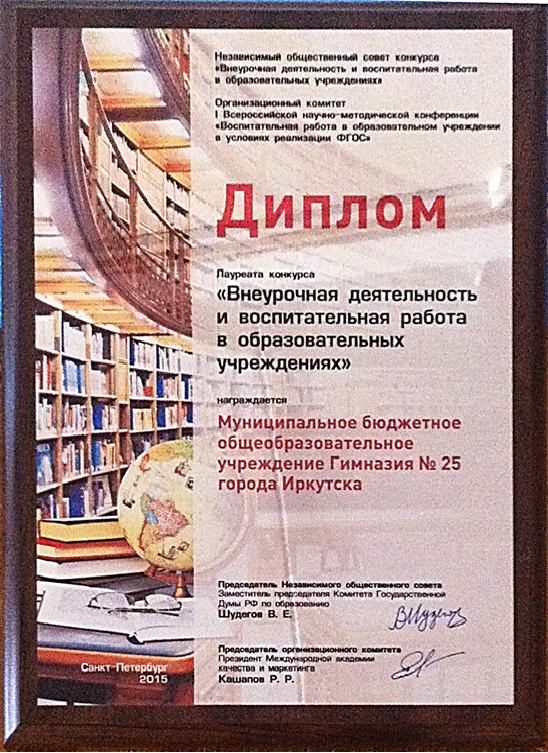 Независимый общественный совет конкурса
«Внеурочная деятельность и воспитательная работа
в образовательных учреждениях»
Организационный комитет
I Всероссийской научно-методической конференции
«Воспитательная работа в образовательном учреждении
в условиях реализации ФГОС»
Диплом
Лауреата конкурса
«Внеурочная деятельность
и воспитательная работа
в образовательных
учреждениях»
награждается
Муниципальное бюджетное
общеобразовательное
учреждение Гимназия № 25
города Иркутска
Председатель Независимого общественного совета
Заместитель председателя Комитета Государственной
Думы РФ по образованию
Шудегов В. Е.
Председатель организационного комитета
Президент Международной академии
качества и маркетинга
Кашапов Р. Р.
Санкт-Петербург
2015